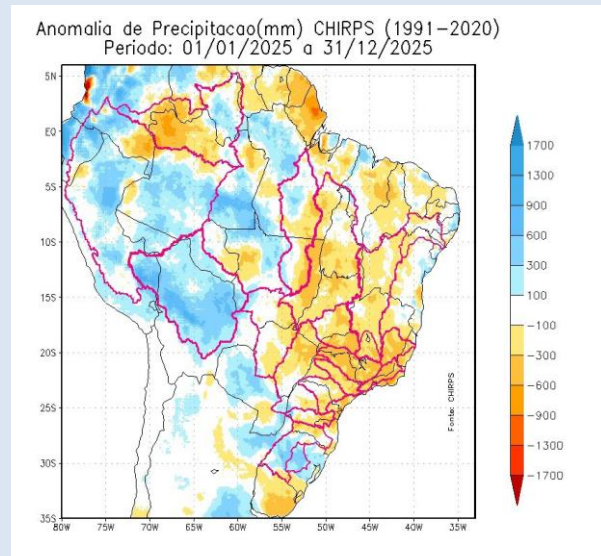 Anomalia de Precipitacao(mm) CHIRPS (1991-2020)
Periodo: 01/01/2025 a 31/12/2025
5N
EQ
5S
10S
15S
20S
25S
30S
35S
80W 75W 70W 65W 60W 55W 50W 45W 40W 35W
Fonte: CHIRPS
1700
1300
900
600
300
100
-100
-300
-600
-900
-1300
-1700